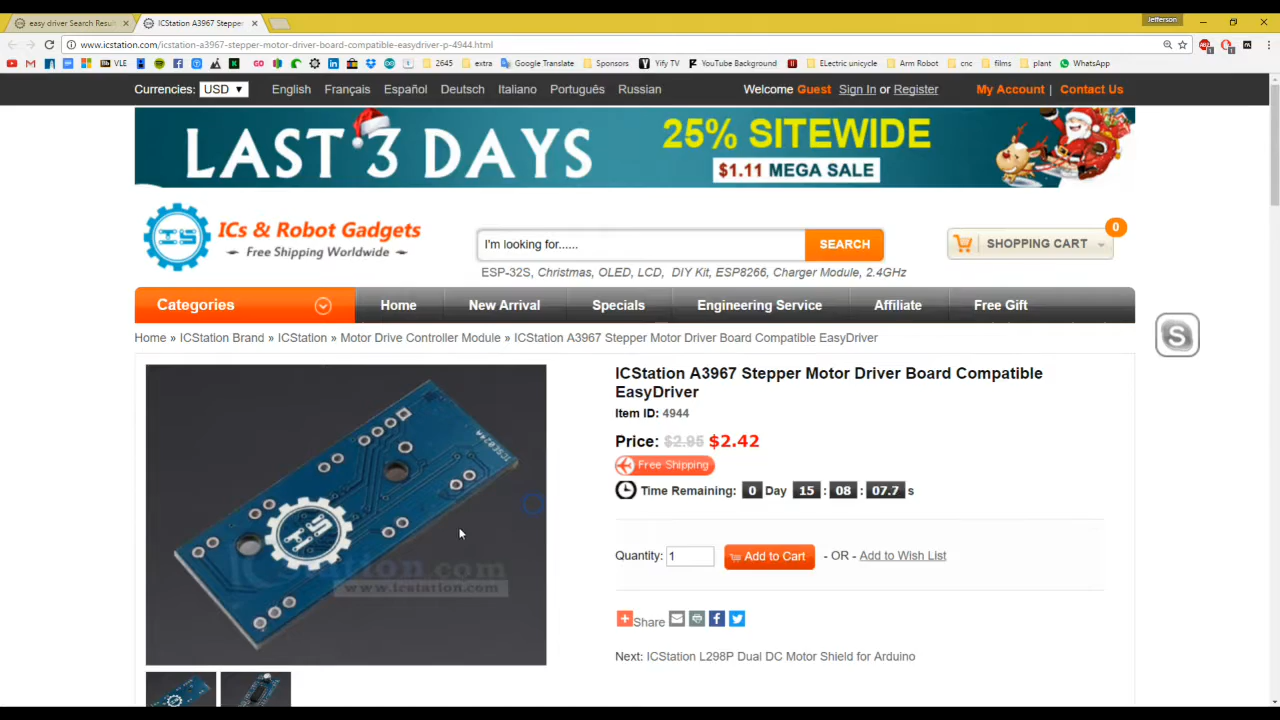 Jefferson
easy driver Search Resul
ICStation A3967 Steppe
www.icstation.com/icstation-a3967-stepper-motor-driver-board-compatible-easydriver-p-4944.html
VLE GO 2645 extra Google Translate Sponsors Yify TV YouTube Background ELectric unicycle Arm Robot cnc films plant WhatsApp
Currencies: USD English Français Español Deutsch Italiano Português Russian Welcome Guest Sign In or Register My Account | Contact Us
LAST 3 DAYS
25% SITEWIDE
$1.11 MEGA SALE
ICs & Robot Gadgets
Free Shipping Worldwide
I'm looking for......
SEARCH
SHOPPING CART
0
ESP-32S, Christmas, OLED, LCD, DIY Kit, ESP8266, Charger Module, 2.4GHz
Categories Home New Arrival Specials Engineering Service Affiliate Free Gift
Home » ICStation Brand » ICStation » Motor Drive Controller Module » ICStation A3967 Stepper Motor Driver Board Compatible EasyDriver
ICStation A3967 Stepper Motor Driver Board Compatible
EasyDriver
Item ID: 4944
Price: $2.95 $2.42
Free Shipping
Time Remaining: 0 Day 15 : 08 : 07.7 s
Quantity: 1 Add to Cart - OR - Add to Wish List
Share
Next: ICStation L298P Dual DC Motor Shield for Arduino
www.icstation.com